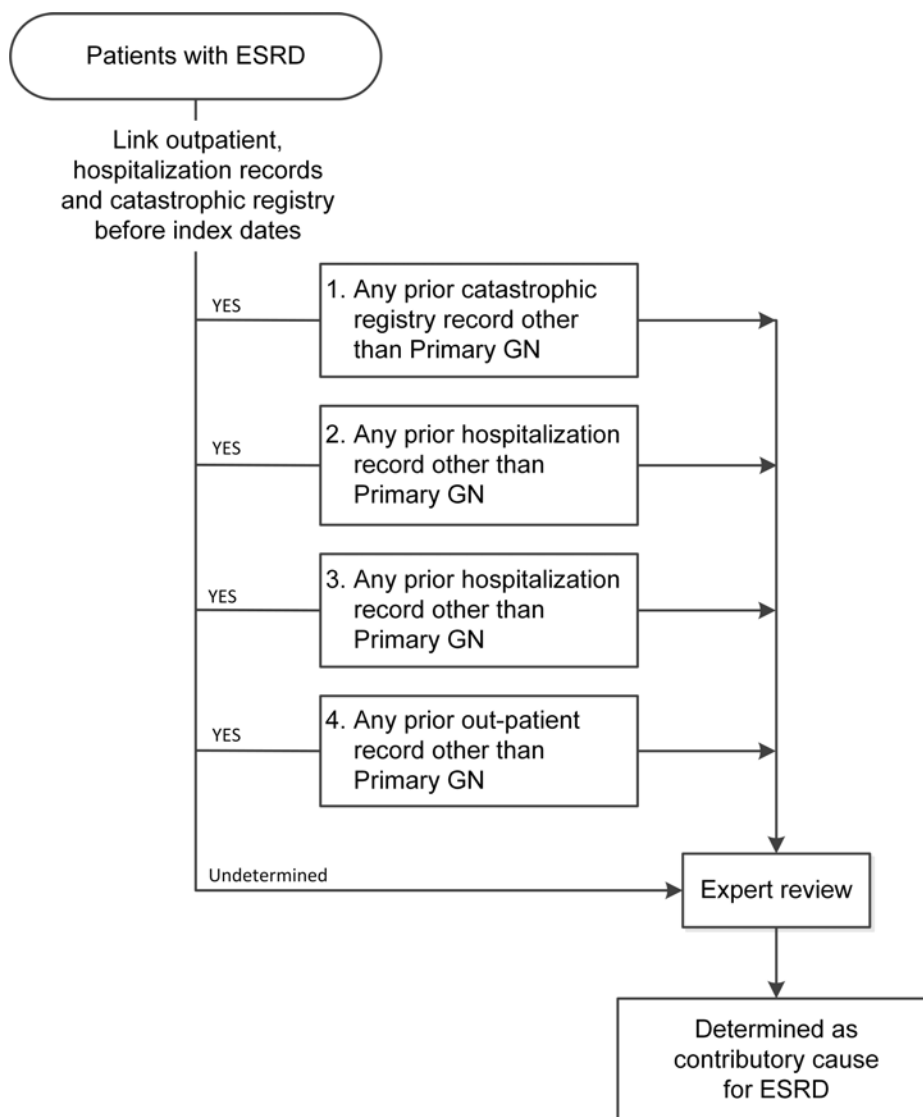 Patients with ESRD
Link outpatient,
hospitalization records
and catastrophic registry
before index dates
YES
1. Any prior catastrophic
registry record other
than Primary GN
YES
2. Any prior hospitalization
record other than
Primary GN
YES
3. Any prior hospitalization
record other than
Primary GN
YES
4. Any prior out-patient
record other than
Primary GN
Undetermined
Expert review
Determined as
contributory cause
for ESRD